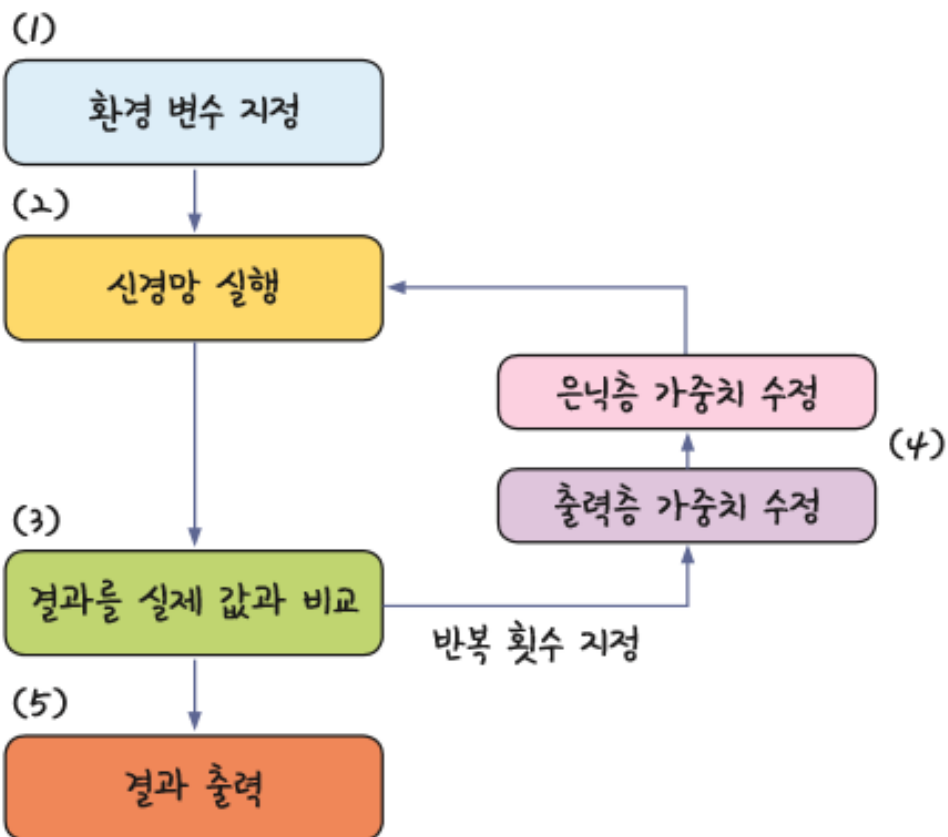 (1)
환경 변수 지정
(2)
신경망 실행
은닉층 가중치 수정
(4)
출력층 가중치 수정
(3)
결과를 실제 값과 비교
반복 횟수 지정
(5)
결과 출력